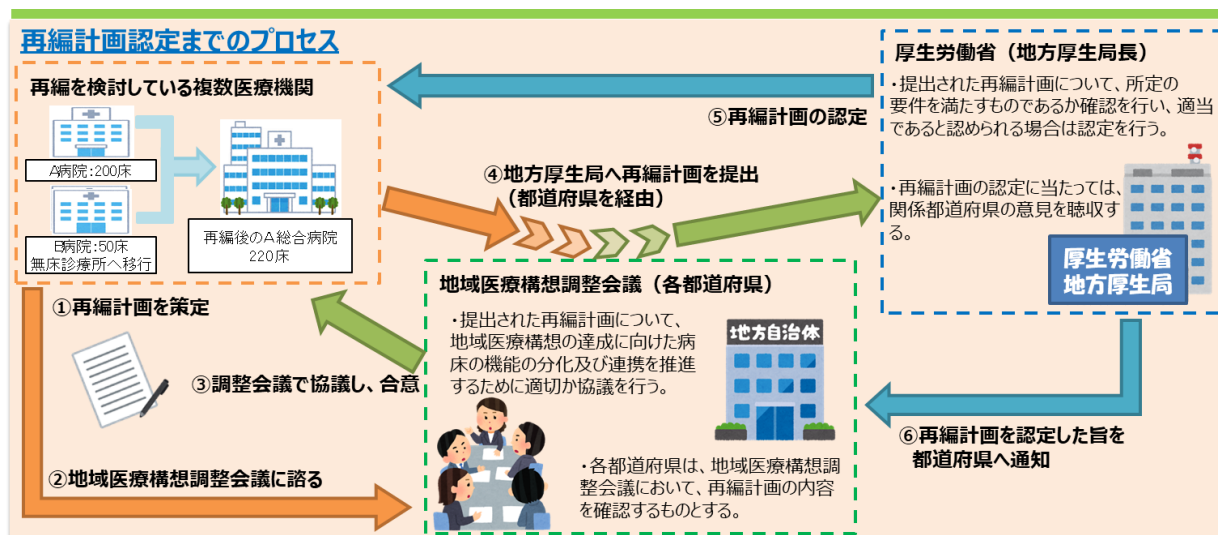 再編計画認定までのプロセス
再編を検討している複数医療機関
A病院:200床
B病院:50床
無床診療所へ移行
再編後のA総合病院
220床
①再編計画を策定
②地域医療構想調整会議に諮る
③調整会議で協議し、合意
④地方厚生局へ再編計画を提出
（都道府県を経由）
⑤再編計画の認定
厚生労働省（地方厚生局長）
・提出された再編計画について、所定の
要件を満たすものであるか確認を行い、適当
であると認められる場合は認定を行う。
・再編計画の認定に当たっては、
関係都道府県の意見を聴収す
る。
厚生労働省
地方厚生局
地域医療構想調整会議（各都道府県）
・提出された再編計画について、
地域医療構想の達成に向けた病
床の機能の分化及び連携を推進
するために適切か協議を行う。
地方自治体
・各都道府県は、地域医療構想調
整会議において、再編計画の内容
を確認するものとする。
⑥再編計画を認定した旨を
都道府県へ通知